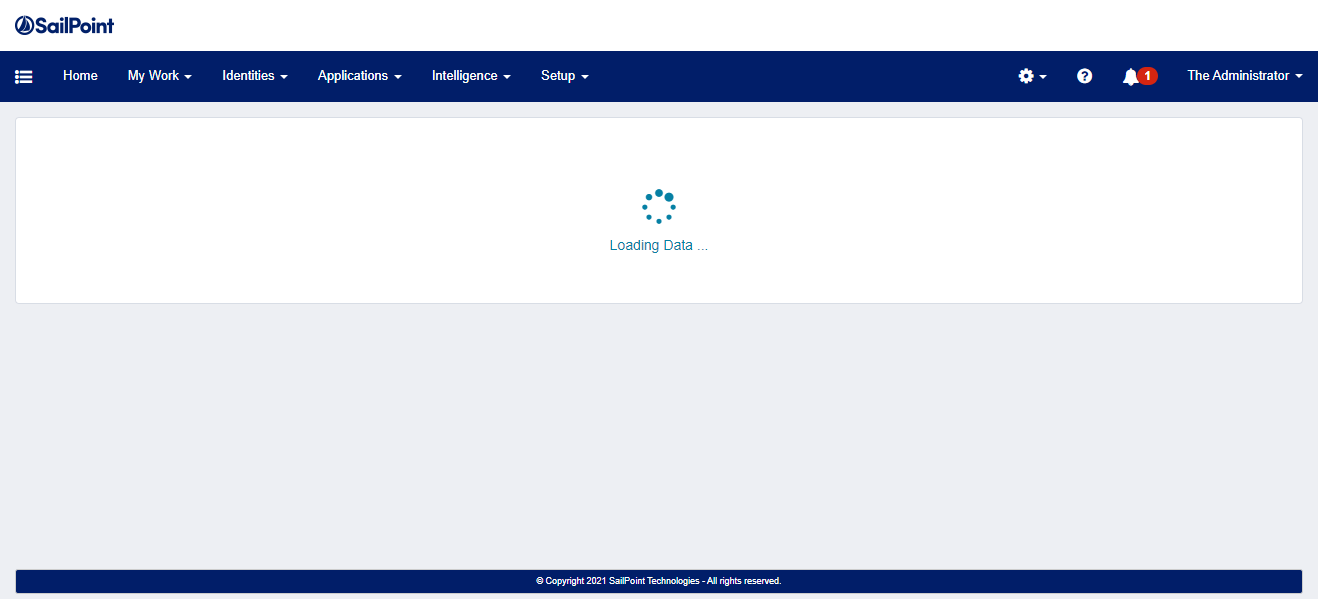 SailPoint
Home My Work Identities Applications Intelligence Setup 1 The Administrator
Loading Data ...
© Copyright 2021 SailPoint Technologies - All rights reserved.